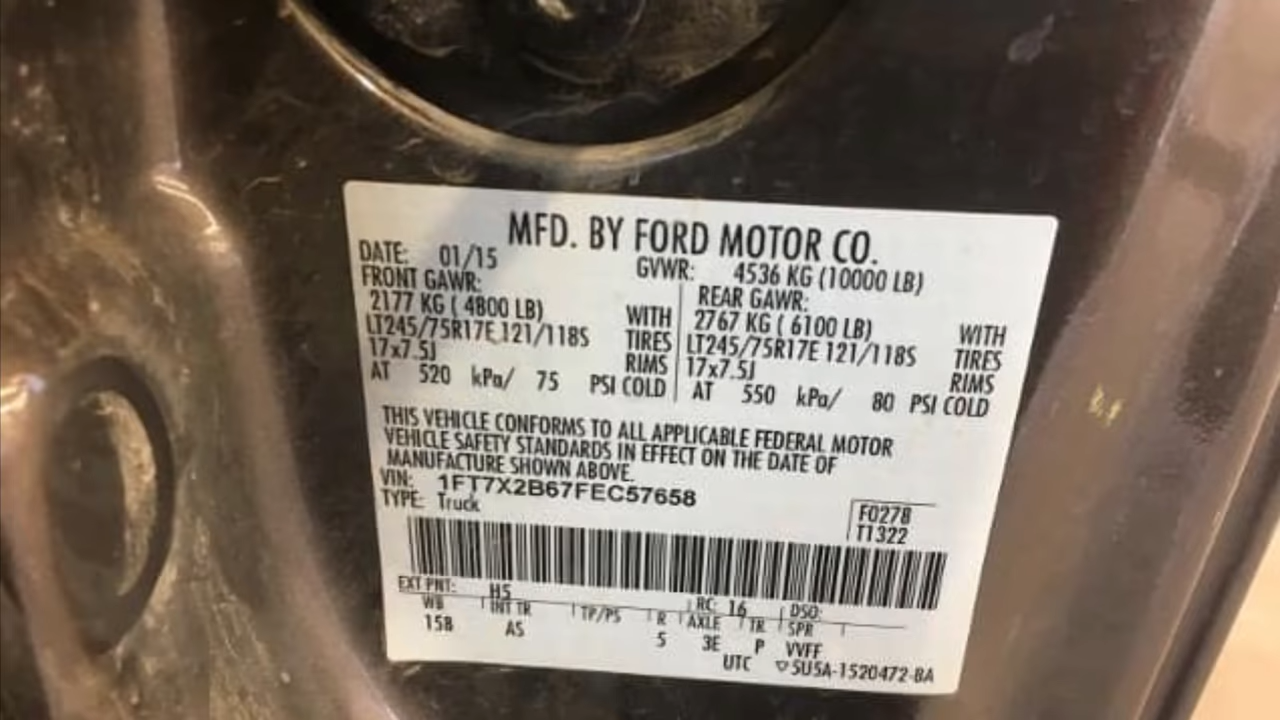 MFD. BY FORD MOTOR CO.
DATE: 01/15 GVWR: 4536 KG (10000 LB)
FRONT GAWR: REAR GAWR:
2177 KG ( 4800 LB) WITH 2767 KG ( 6100 LB) WITH
LT245/75R17E 121/118S TIRES LT245/75R17E 121/118S TIRES
17x7.5J RIMS 17x7.5J RIMS
AT 520 kPa/ 75 PSI COLD AT 550 kPa/ 80 PSI COLD
THIS VEHICLE CONFORMS TO ALL APPLICABLE FEDERAL MOTOR
VEHICLE SAFETY STANDARDS IN EFFECT ON THE DATE OF
MANUFACTURE SHOWN ABOVE.
VIN: 1FT7X2B67FEC57658
TYPE: Truck F0278
T1322
EXT PNT: H5 RC: 16 DSO:
WB INT TR TP/PS R AXLE TR SPR
158 AS 5 3E P VVFF
UTC ▽5U5A-1520472-BA